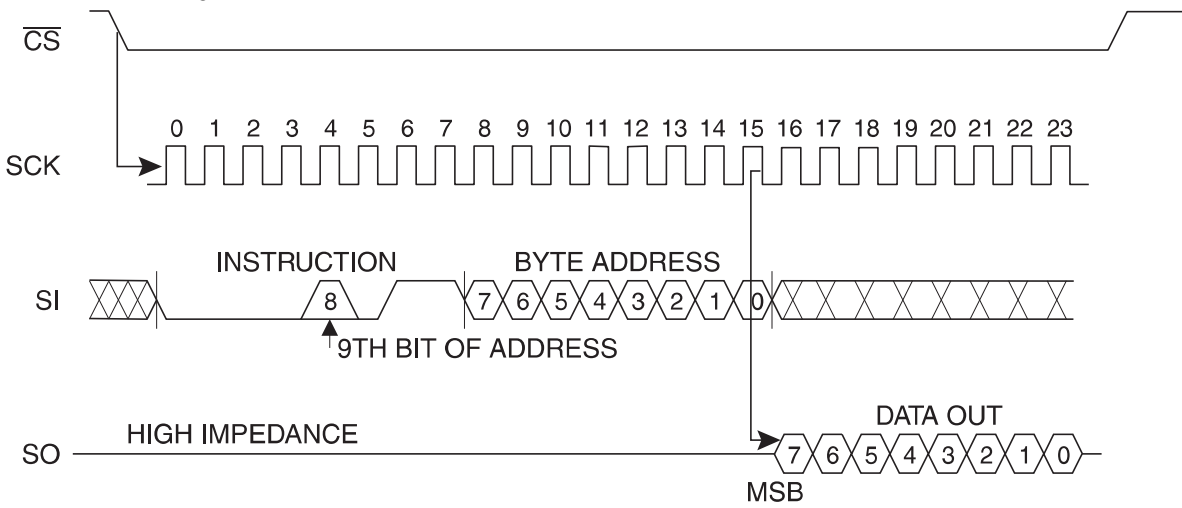 CS
0 1 2 3 4 5 6 7 8 9 10 11 12 13 14 15 16 17 18 19 20 21 22 23
SCK
INSTRUCTION BYTE ADDRESS
SI 8 7 6 5 4 3 2 1 0
9TH BIT OF ADDRESS
DATA OUT
HIGH IMPEDANCE
SO 7 6 5 4 3 2 1 0
MSB